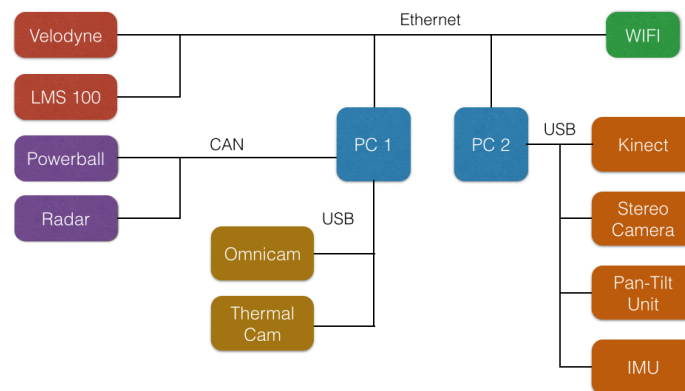 Velodyne
Ethernet
WIFI
LMS 100
PC 1
PC 2
USB
Kinect
Powerball
CAN
Radar
USB
Stereo
Camera
Omnicam
Pan-Tilt
Unit
Thermal
Cam
IMU